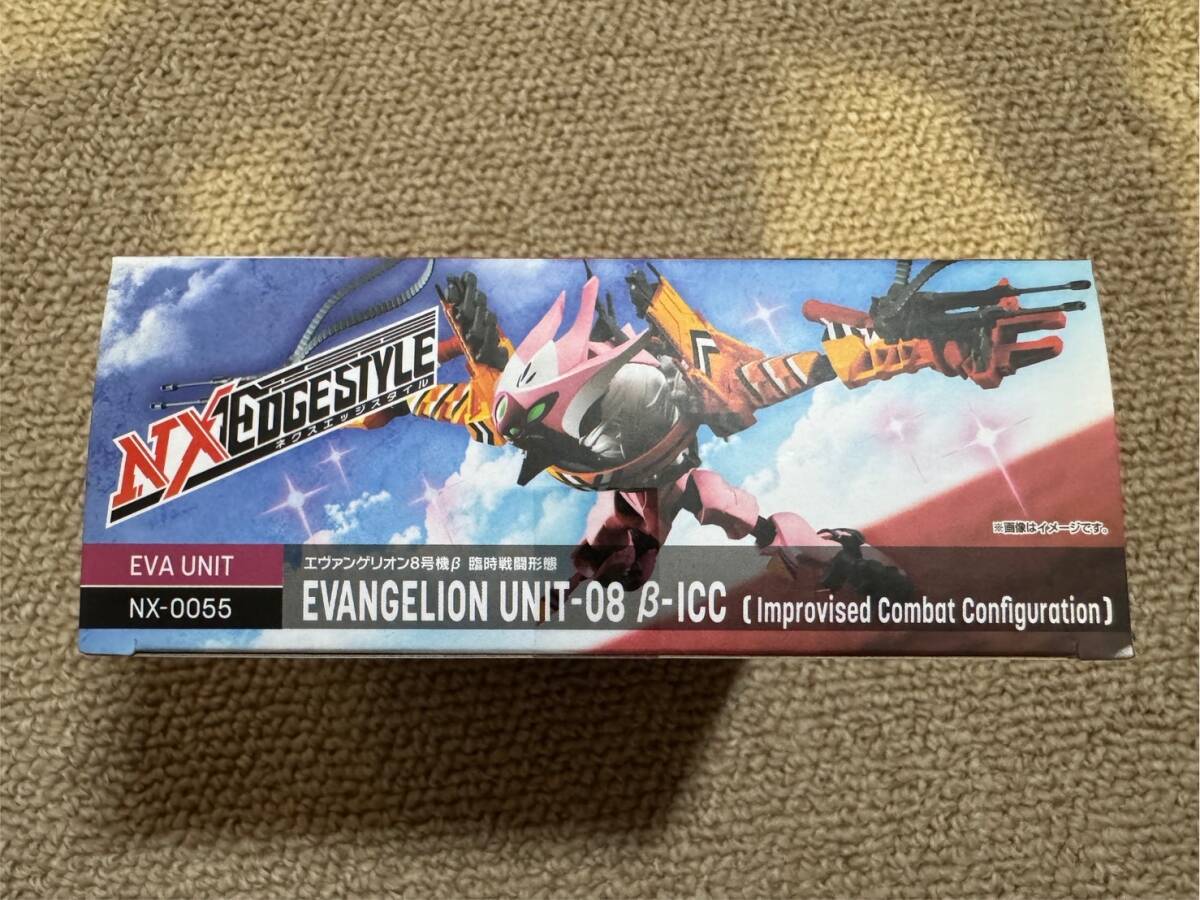 NXEDGESTYLE
ネクスエッジスタイル
※画像はイメージです。
EVA UNIT
NX-0055
エヴァンゲリオン8号機β 臨時戦闘形態
EVANGELION UNIT-08 β-ICC [Improvised Combat Configuration]